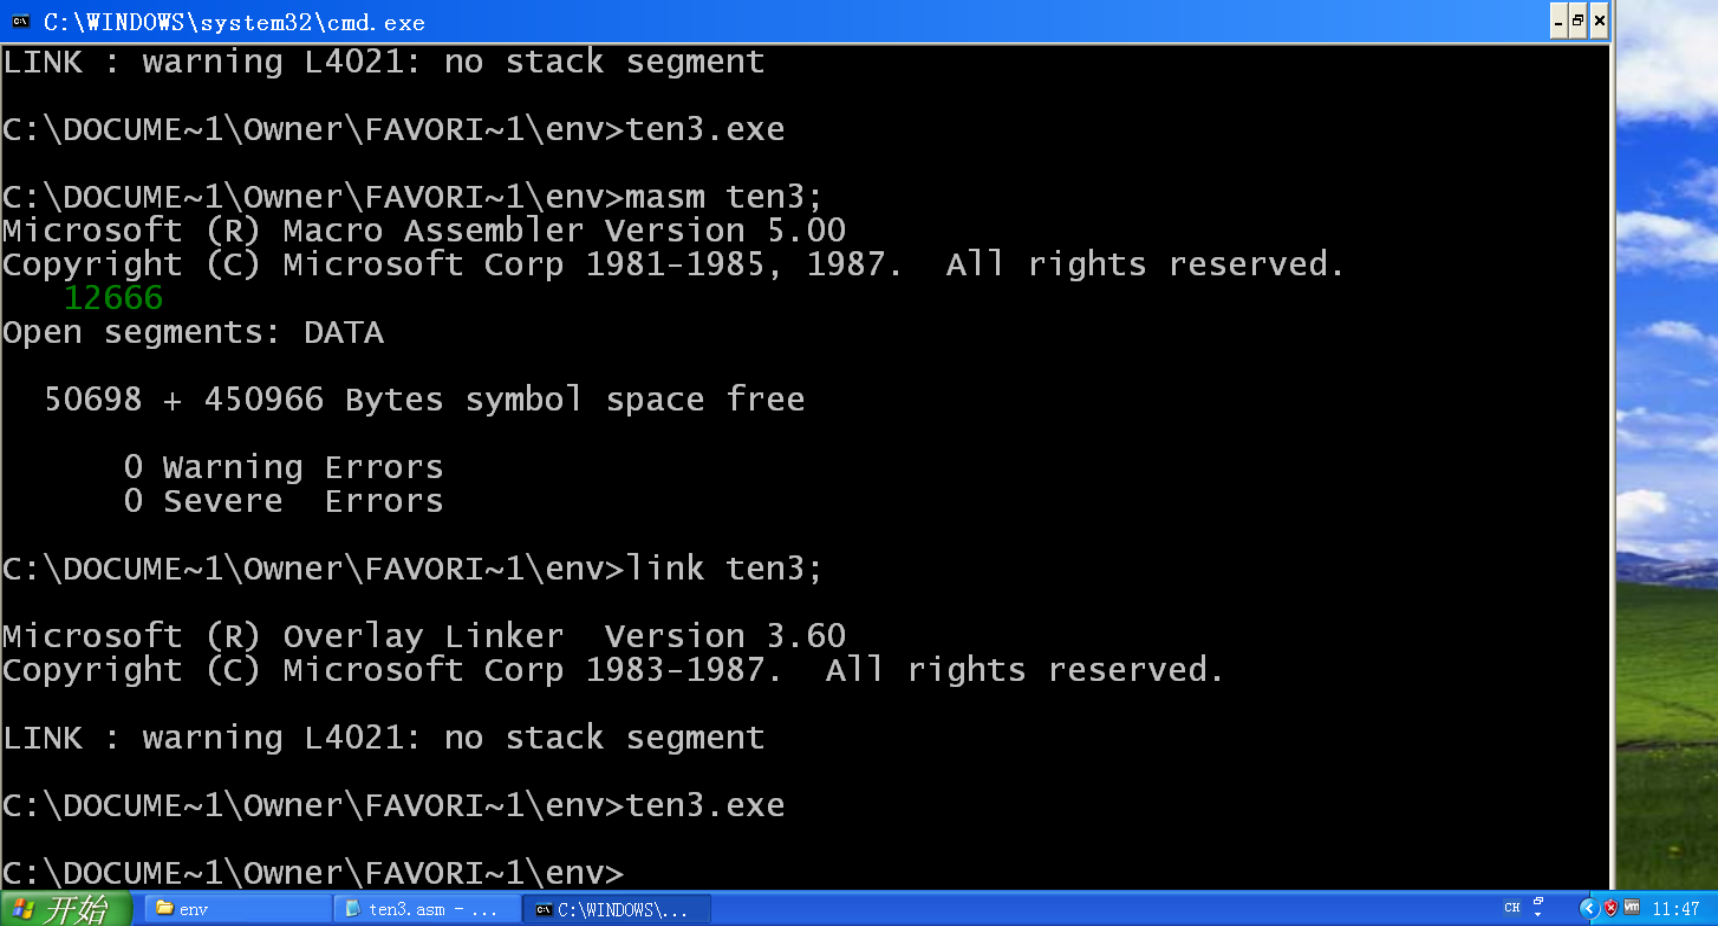 C:\WINDOWS\system32\cmd.exe
LINK : warning L4021: no stack segment
C:\DOCUME~1\Owner\FAVORI~1\env>ten3.exe
C:\DOCUME~1\Owner\FAVORI~1\env>masm ten3;
Microsoft (R) Macro Assembler Version 5.00
Copyright (C) Microsoft Corp 1981-1985, 1987.  All rights reserved.
12666
Open segments: DATA
50698 + 450966 Bytes symbol space free
0 Warning Errors
0 Severe  Errors
C:\DOCUME~1\Owner\FAVORI~1\env>link ten3;
Microsoft (R) Overlay Linker  Version 3.60
Copyright (C) Microsoft Corp 1983-1987.  All rights reserved.
LINK : warning L4021: no stack segment
C:\DOCUME~1\Owner\FAVORI~1\env>ten3.exe
C:\DOCUME~1\Owner\FAVORI~1\env>
开始 env ten3.asm - ... C:\WINDOWS\... CH 11:47